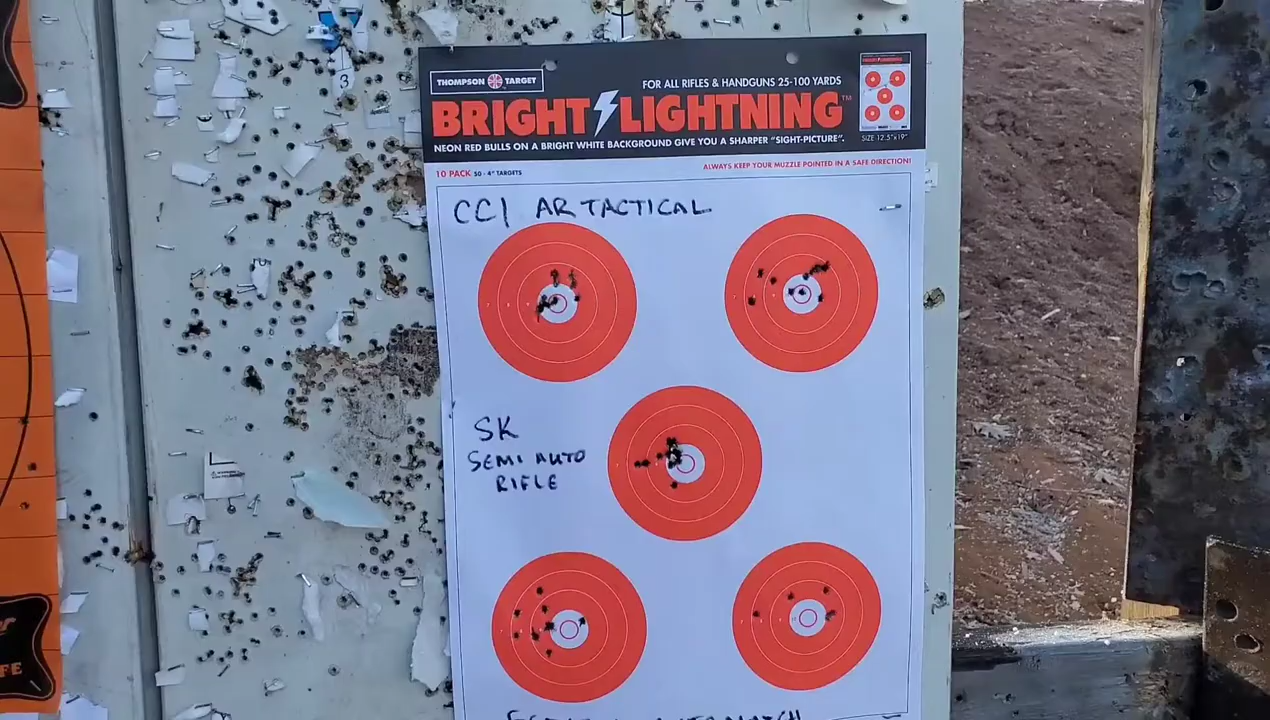 3
THOMPSON TARGET
FOR ALL RIFLES & HANDGUNS 25-100 YARDS
BRIGHT LIGHTNING™
NEON RED BULLS ON A BRIGHT WHITE BACKGROUND GIVE YOU A SHARPER "SIGHT-PICTURE".
SIZE 12.5"X19"
10 PACK 50 - 4" TARGETS
ALWAYS KEEP YOUR MUZZLE POINTED IN A SAFE DIRECTION!
CCI AR TACTICAL
SK
SEMI AUTO
RIFLE